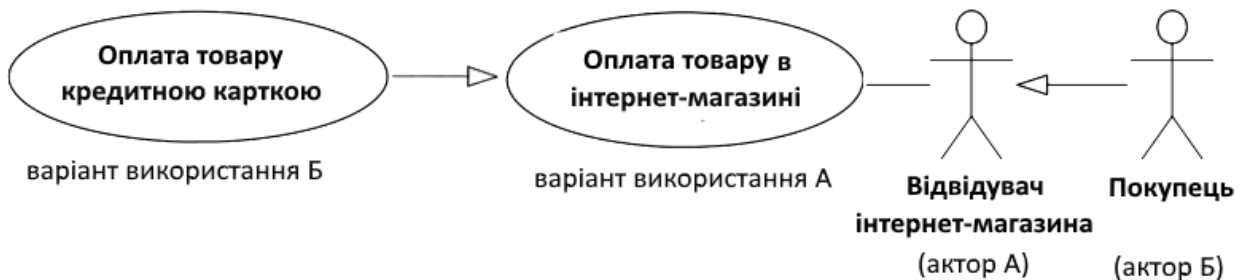 Оплата товару
кредитною карткою
варіант використання Б
Оплата товару в
інтернет-магазині
варіант використання А
Відвідувач
інтернет-магазина
(актор А)
Покупець
(актор Б)